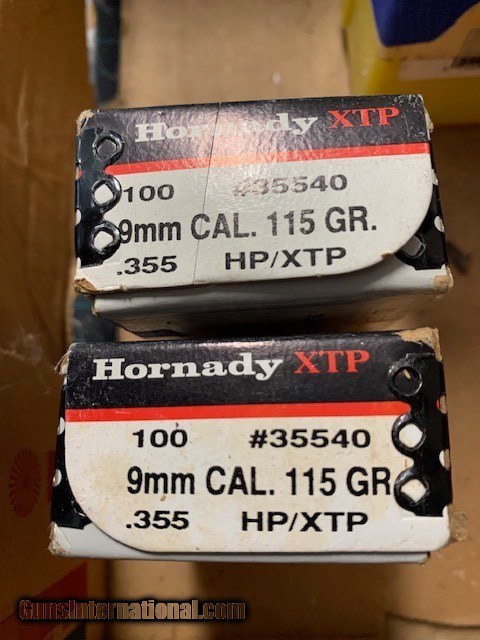 Hornady XTP
100 #35540
9mm CAL. 115 GR.
.355 HP/XTP
Hornady XTP
100 #35540
9mm CAL. 115 GR
.355 HP/XTP
GunsInternational.com